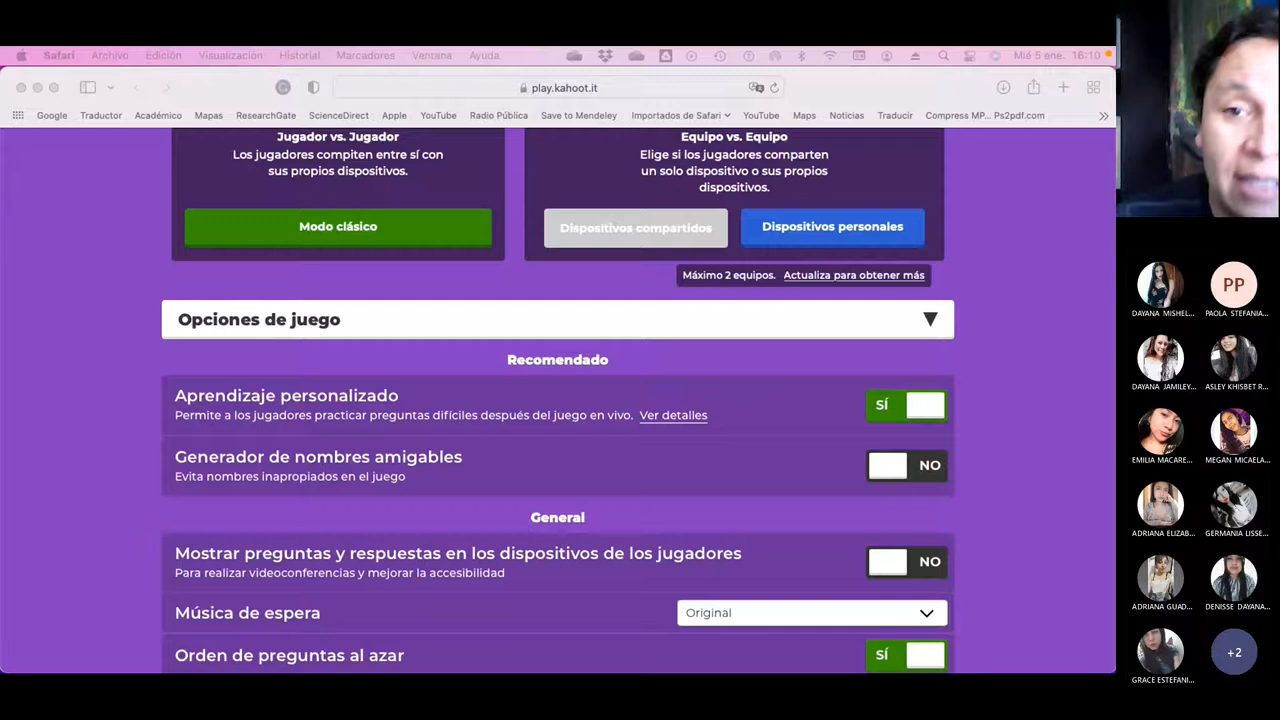 Safari Archivo Edición Visualización Historial Marcadores Ventana Ayuda Mié 5 ene. 16:10
play.kahoot.it
Google Traductor Académico Mapas ResearchGate ScienceDirect Apple YouTube Radio Pública Save to Mendeley Importados de Safari YouTube Noticias Traducir Compress MP... Ps2pdf.com
Jugador vs. Jugador
Los jugadores compiten entre sí con
sus propios dispositivos.
Modo clásico
Equipo vs. Equipo
Elige si los jugadores comparten
un solo dispositivo o sus propios
dispositivos.
Dispositivos compartidos Dispositivos personales
Máximo 2 equipos. Actualiza para obtener más
Opciones de juego
Recomendado
Aprendizaje personalizado
Permite a los jugadores practicar preguntas difíciles después del juego en vivo. Ver detalles
SÍ
Generador de nombres amigables
Evita nombres inapropiados en el juego
NO
General
Mostrar preguntas y respuestas en los dispositivos de los jugadores
Para realizar videoconferencias y mejorar la accesibilidad
NO
Música de espera Original
Orden de preguntas al azar SÍ
PP
DAYANA MISHEL... PAOLA STEFANIA...
DAYANA JAMILEY... ASLEY KHISBET R...
EMILIA MACARE... MEGAN MICAELA...
ADRIANA ELIZAB... GERMANIA LISSE...
ADRIANA GUAD... DENISSE DAYANA...
+2
GRACE ESTEFANI...